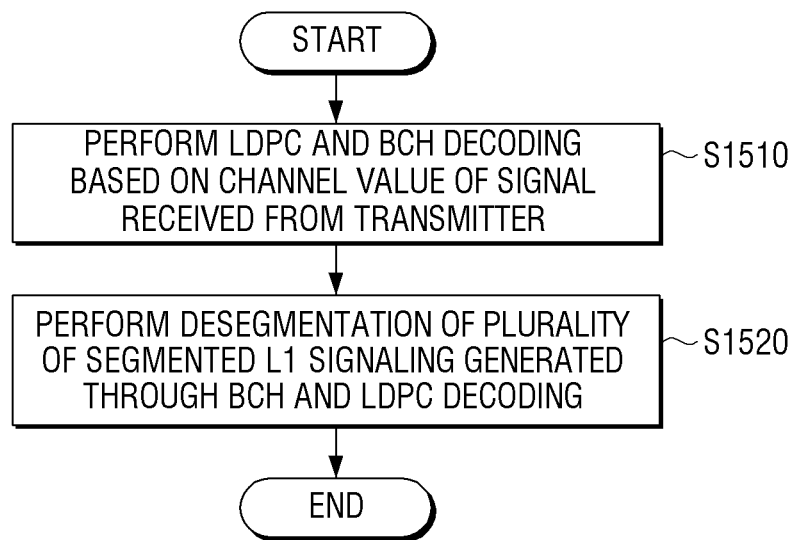 START
PERFORM LDPC AND BCH DECODING
BASED ON CHANNEL VALUE OF SIGNAL
RECEIVED FROM TRANSMITTER
S1510
PERFORM DESEGMENTATION OF PLURALITY
OF SEGMENTED L1 SIGNALING GENERATED
THROUGH BCH AND LDPC DECODING
S1520
END